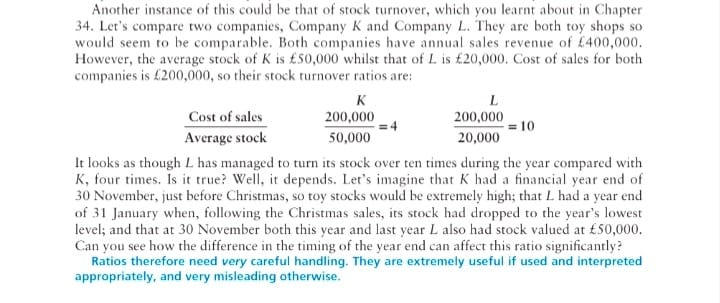 Another instance of this could be that of stock turnover, which you learnt about in Chapter
34. Let's compare two companies, Company K and Company L. They are both toy shops so
would seem to be comparable. Both companies have annual sales revenue of £400,000.
However, the average stock of K is £50,000 whilst that of L is £20,000. Cost of sales for both
companies is £200,000, so their stock turnover ratios are:
K L
Cost of sales 200,000 = 4 200,000 = 10
Average stock 50,000 20,000
It looks as though L has managed to turn its stock over ten times during the year compared with
K, four times. Is it true? Well, it depends. Let's imagine that K had a financial year end of
30 November, just before Christmas, so toy stocks would be extremely high; that L had a year end
of 31 January when, following the Christmas sales, its stock had dropped to the year's lowest
level; and that at 30 November both this year and last year L also had stock valued at £50,000.
Can you see how the difference in the timing of the year end can affect this ratio significantly?
Ratios therefore need very careful handling. They are extremely useful if used and interpreted
appropriately, and very misleading otherwise.